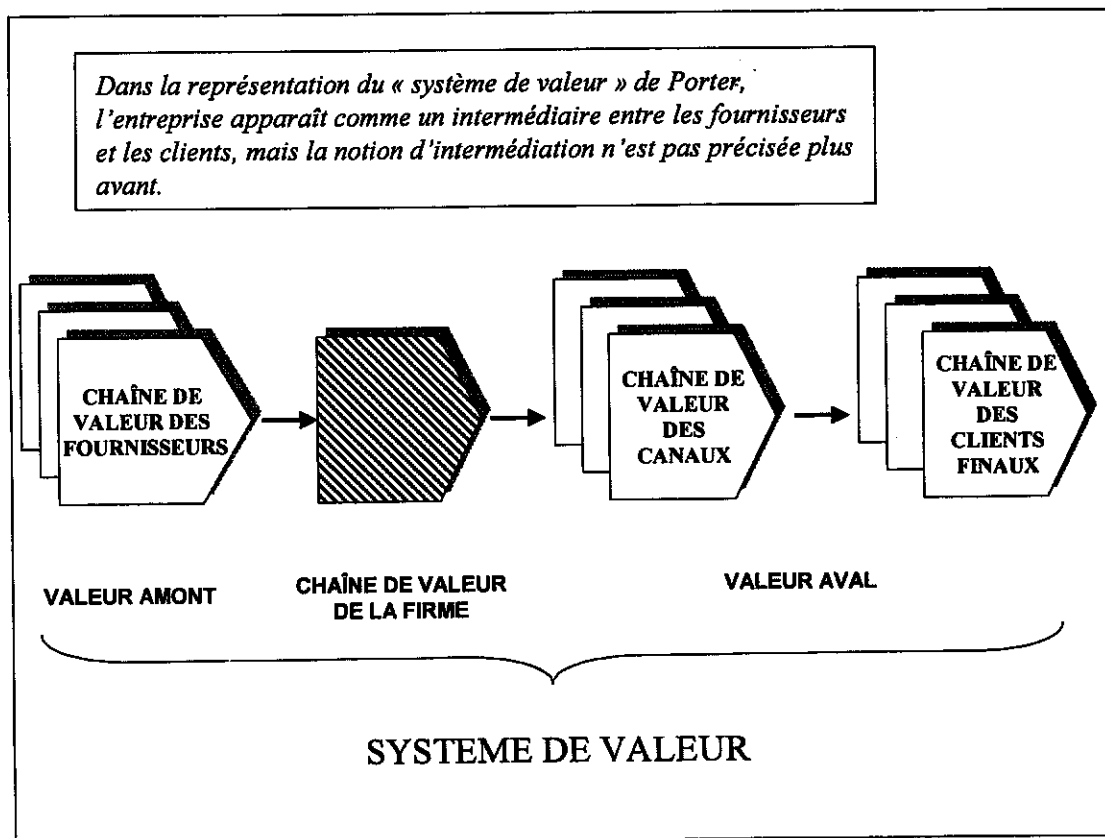 Dans la représentation du « système de valeur » de Porter,
l'entreprise apparaît comme un intermédiaire entre les fournisseurs
et les clients, mais la notion d'intermédiation n'est pas précisée plus
avant.
CHAÎNE DE
VALEUR DES
FOURNISSEURS
CHAÎNE DE
VALEUR
DES
CANAUX
CHAÎNE DE
VALEUR
DES
CLIENTS
FINAUX
VALEUR AMONT
CHAÎNE DE VALEUR
DE LA FIRME
VALEUR AVAL
SYSTEME DE VALEUR